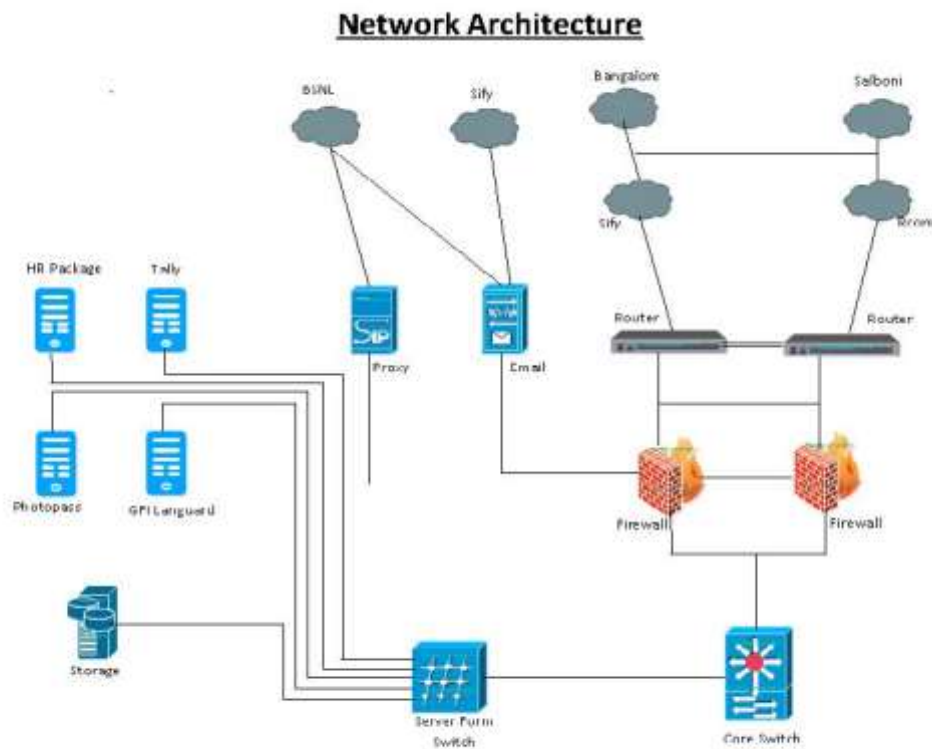 Network Architecture
BSNL
Sify
Bangalore
Salboni
Sify
Rcom
HR Package
Tally
Router
Router
Proxy
Email
Photopass
GFI Languard
Firewall
Firewall
Storage
Server Farm
Switch
Core Switch